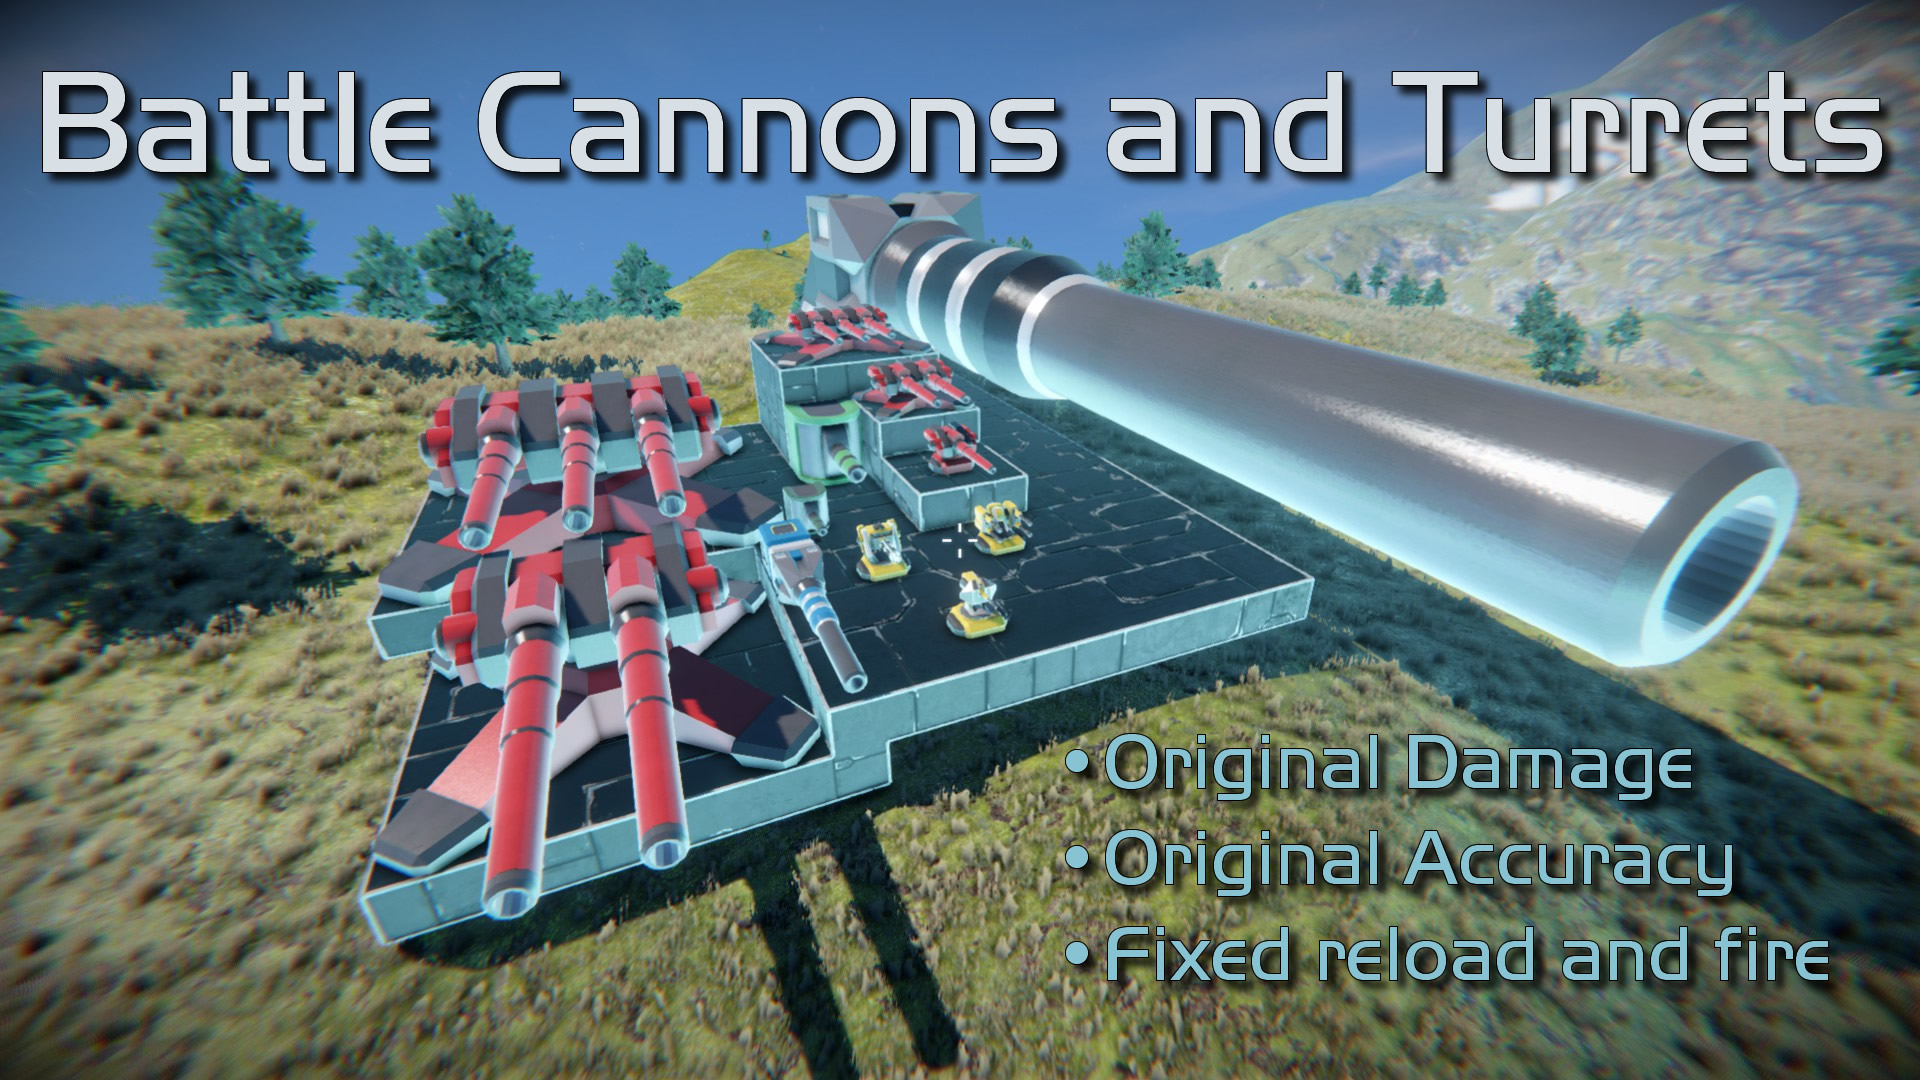 Battle Cannons and Turrets
• Original Damage
• Original Accuracy
• Fixed reload and fire